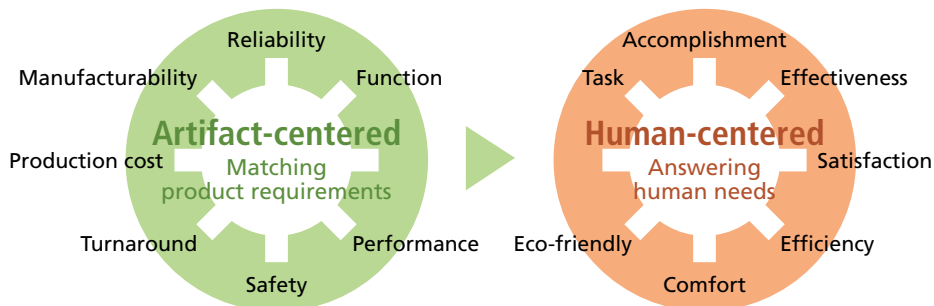 Reliability
Manufacturability
Function
Artifact-centered
Matching
product requirements
Production cost
Turnaround
Performance
Safety
Accomplishment
Task
Effectiveness
Human-centered
Answering
human needs
Satisfaction
Eco-friendly
Efficiency
Comfort